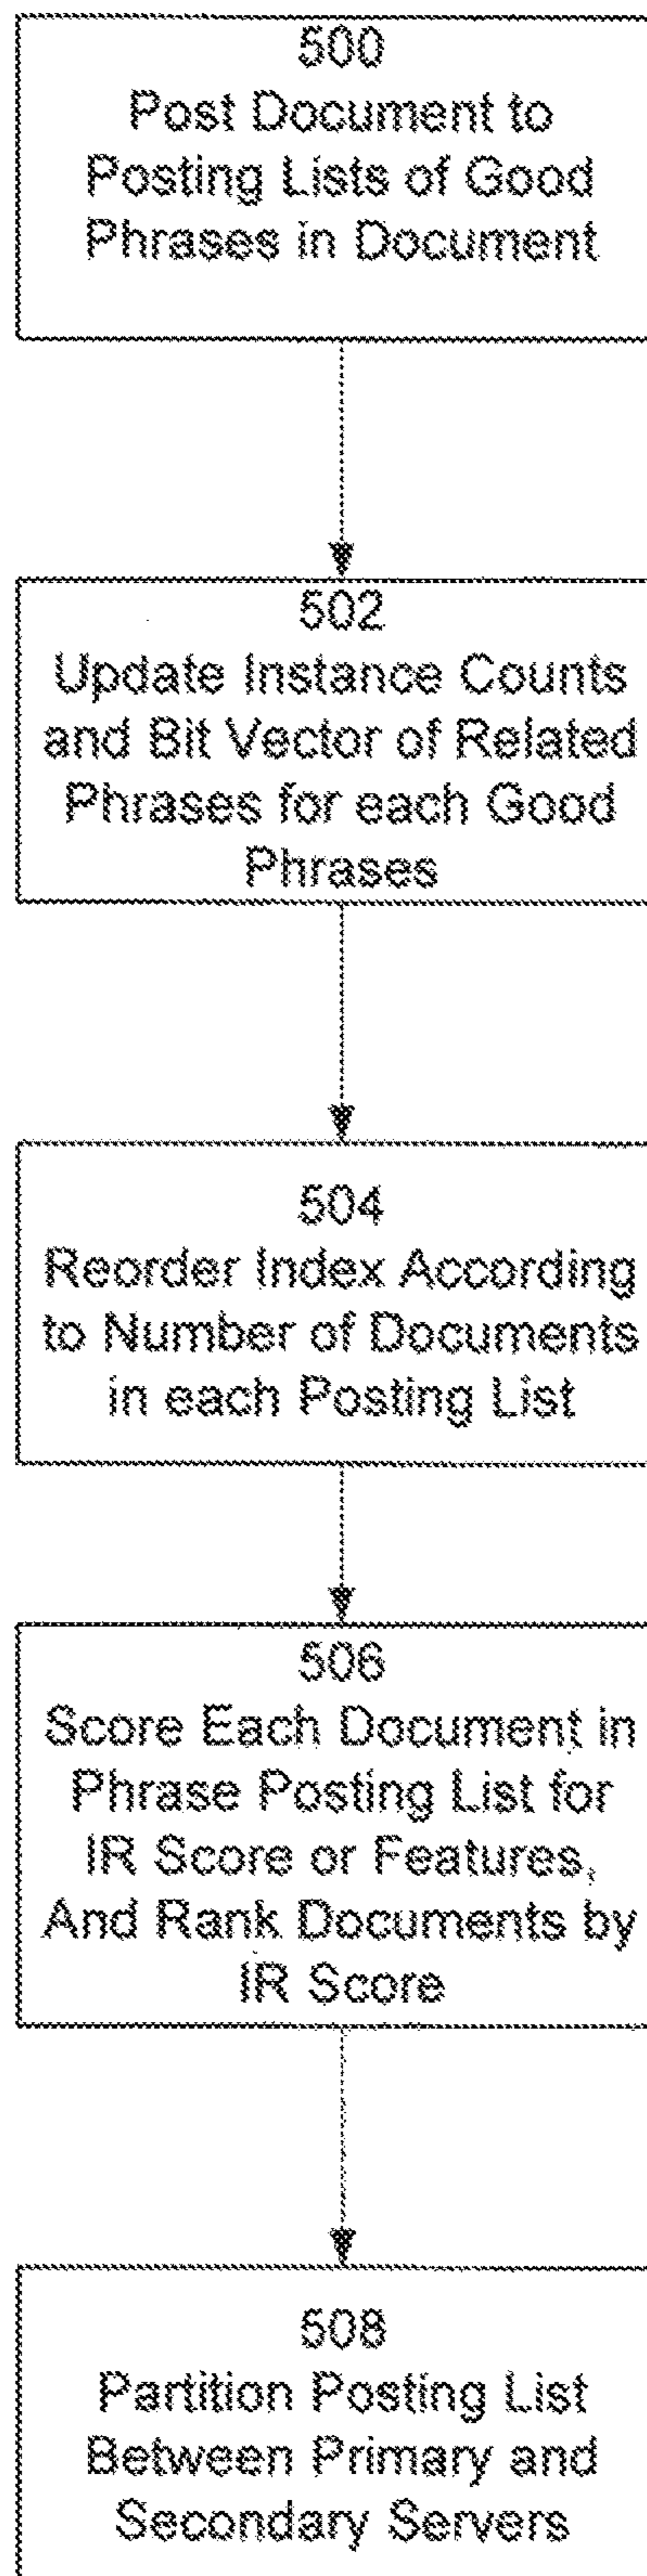 500
Post Document to
Posting Lists of Good
Phrases in Document
502
Update Instance Counts
and Bit Vector of Related
Phrases for each Good
Phrases
504
Reorder Index According
to Number of Documents
in each Posting List
506
Score Each Document in
Phrase Posting List for
IR Score or Features,
And Rank Documents by
IR Score
508
Partition Posting List
Between Primary and
Secondary Servers